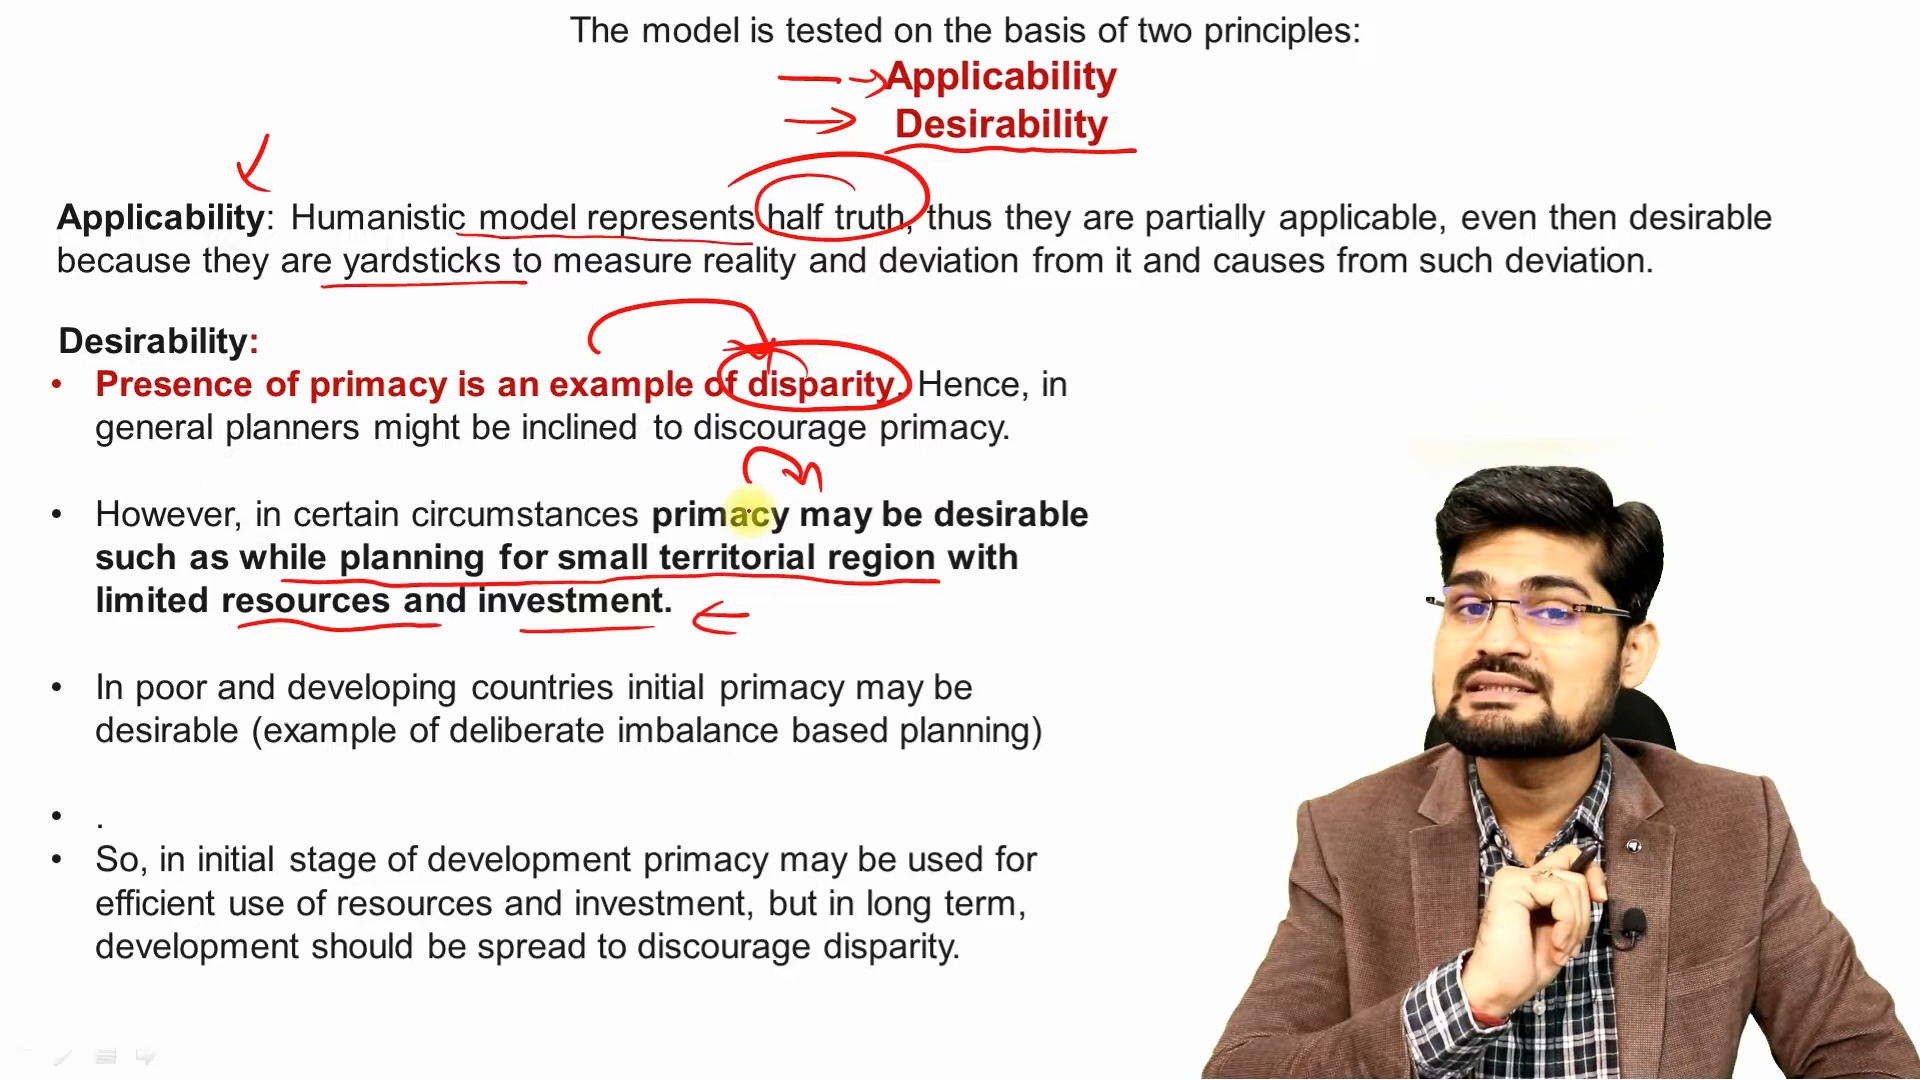 The model is tested on the basis of two principles:
Applicability
Desirability
Applicability: Humanistic model represents half truth, thus they are partially applicable, even then desirable
because they are yardsticks to measure reality and deviation from it and causes from such deviation.
Desirability:
• Presence of primacy is an example of disparity. Hence, in
general planners might be inclined to discourage primacy.
• However, in certain circumstances primacy may be desirable
such as while planning for small territorial region with
limited resources and investment.
• In poor and developing countries initial primacy may be
desirable (example of deliberate imbalance based planning)
• .
• So, in initial stage of development primacy may be used for
efficient use of resources and investment, but in long term,
development should be spread to discourage disparity.